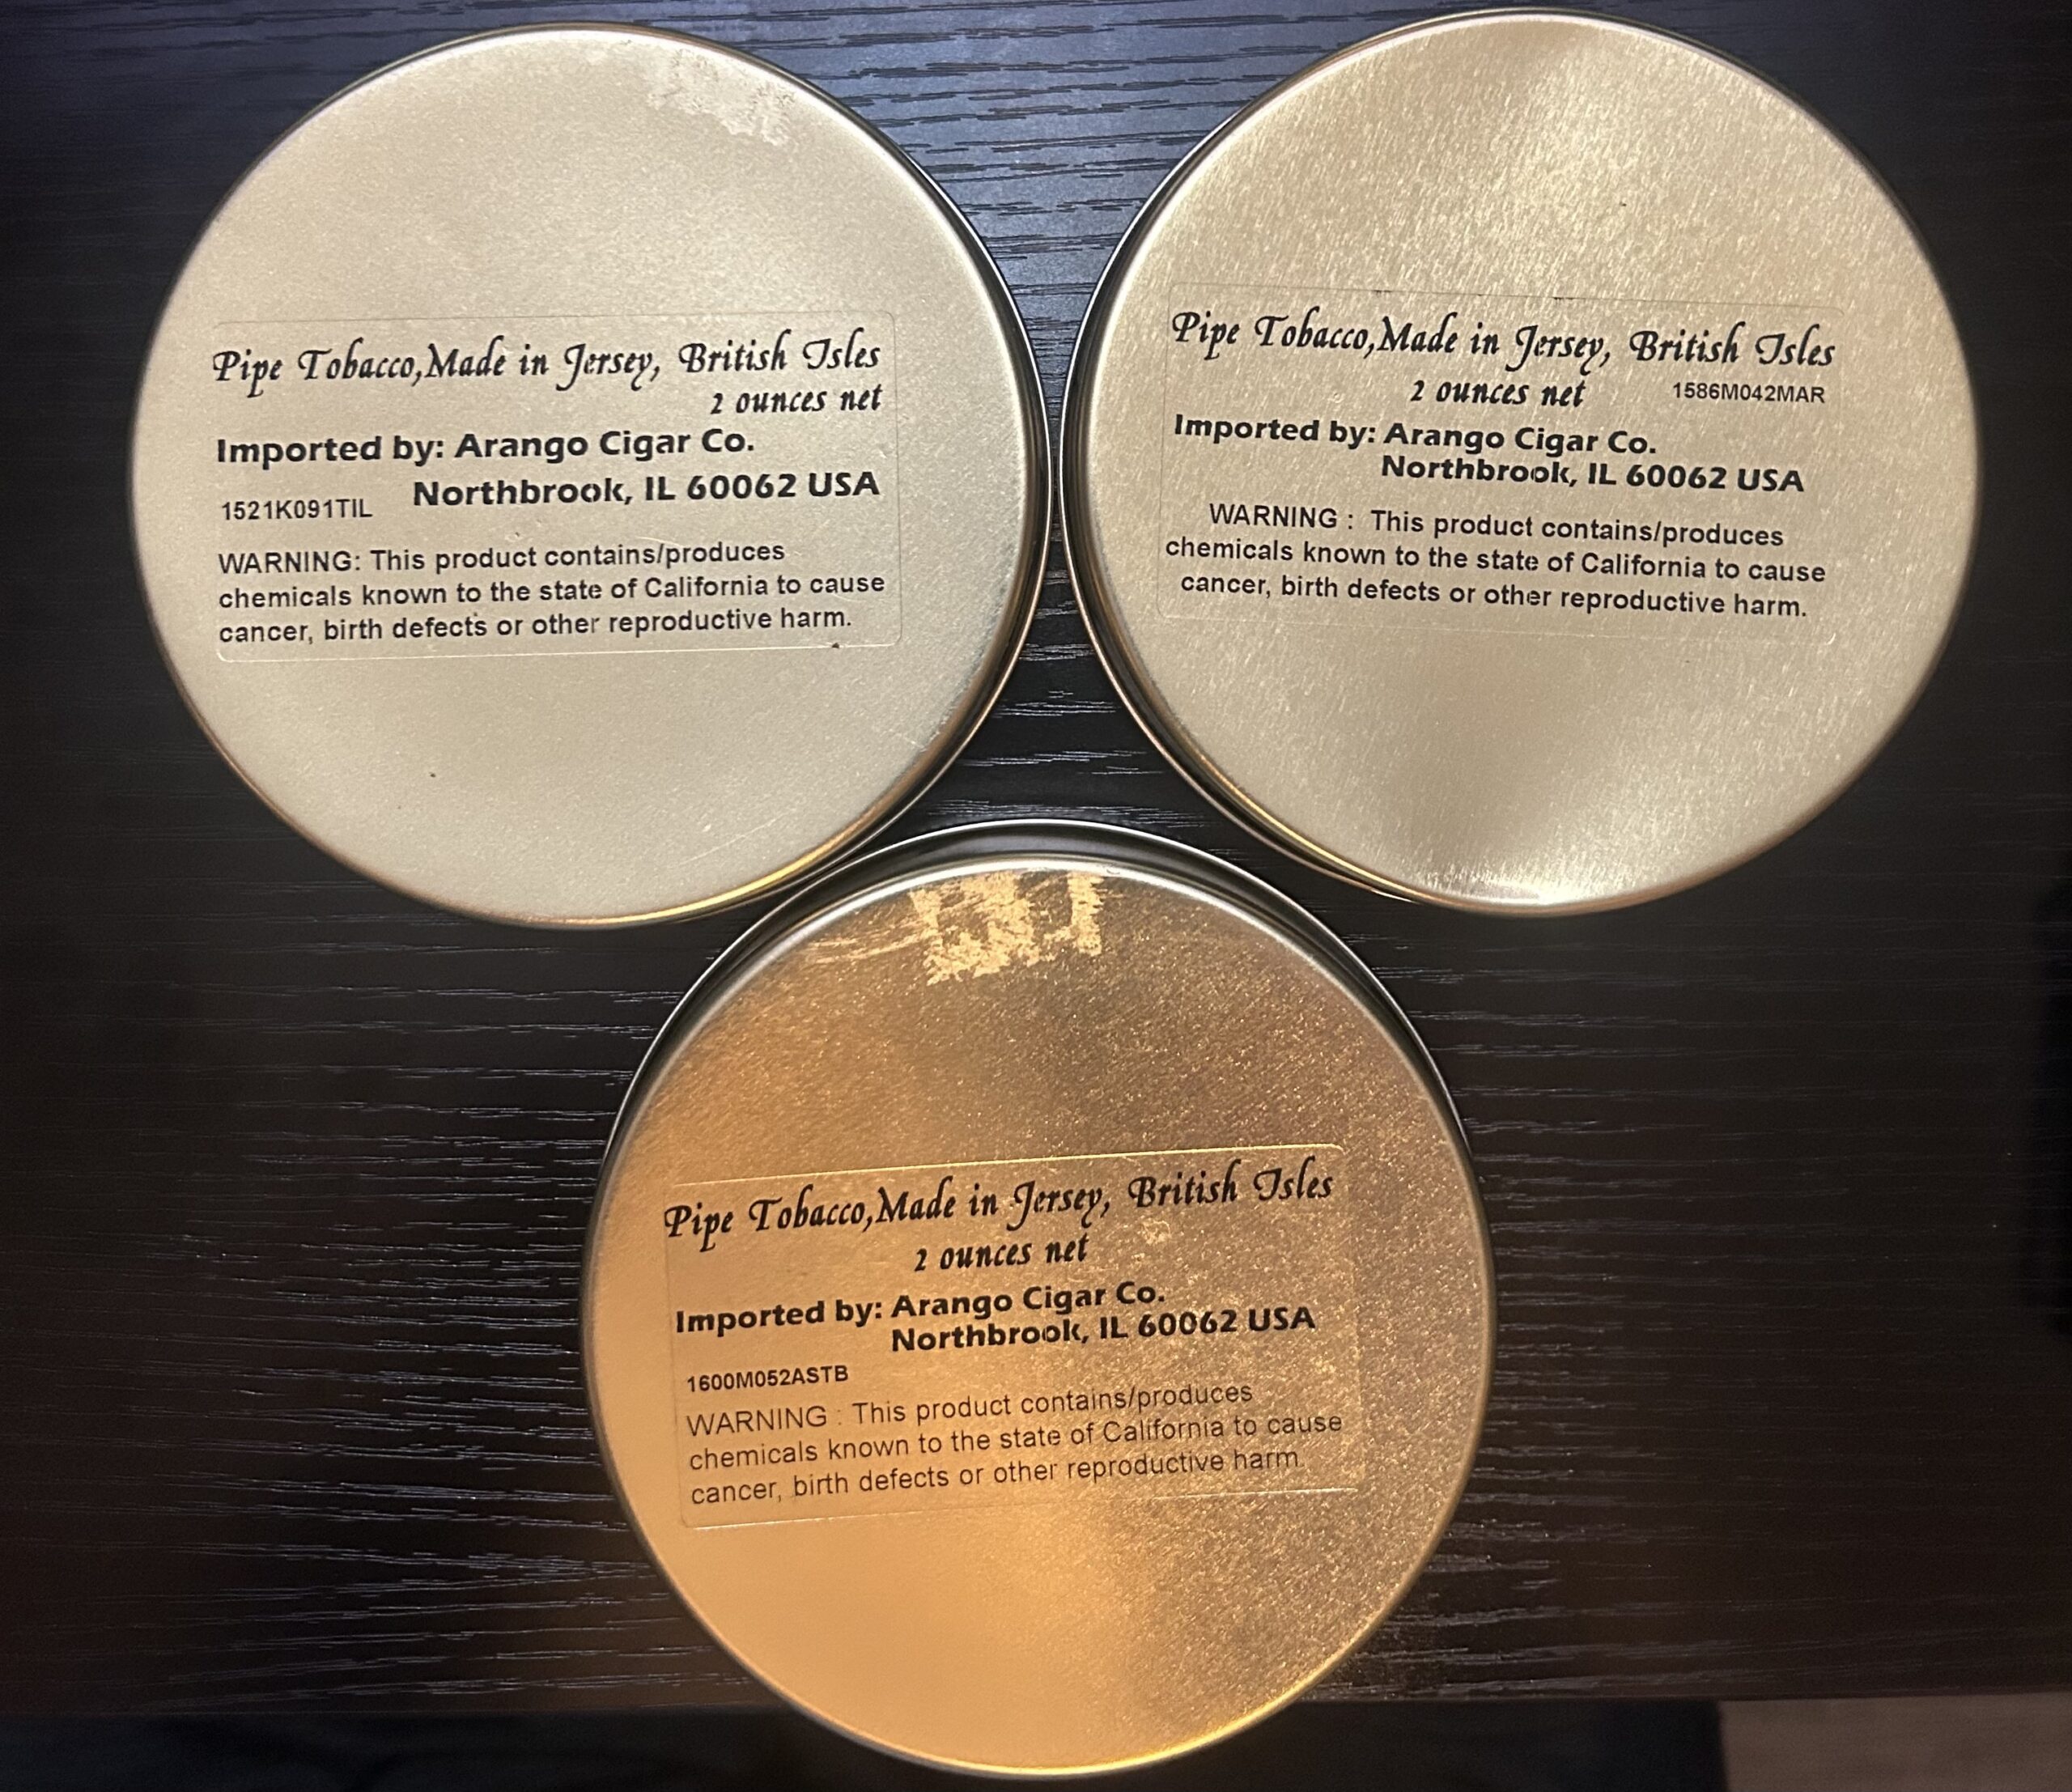 Pipe Tobacco,Made in Jersey, British Isles
2 ounces net
Imported by: Arango Cigar Co.
Northbrook, IL 60062 USA
1521K091TIL
WARNING: This product contains/produces
chemicals known to the state of California to cause
cancer, birth defects or other reproductive harm.
Pipe Tobacco,Made in Jersey, British Isles
2 ounces net 1586M042MAR
Imported by: Arango Cigar Co.
Northbrook, IL 60062 USA
WARNING : This product contains/produces
chemicals known to the state of California to cause
cancer, birth defects or other reproductive harm.
Pipe Tobacco,Made in Jersey, British Isles
2 ounces net
Imported by: Arango Cigar Co.
Northbrook, IL 60062 USA
1600M052ASTB
WARNING : This product contains/produces
chemicals known to the state of California to cause
cancer, birth defects or other reproductive harm.